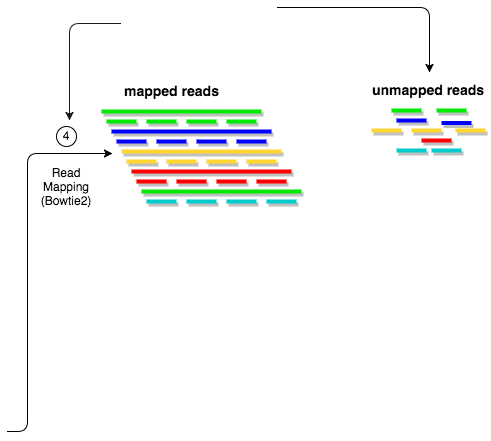 mapped reads
unmapped reads
4
Read
Mapping
(Bowtie2)